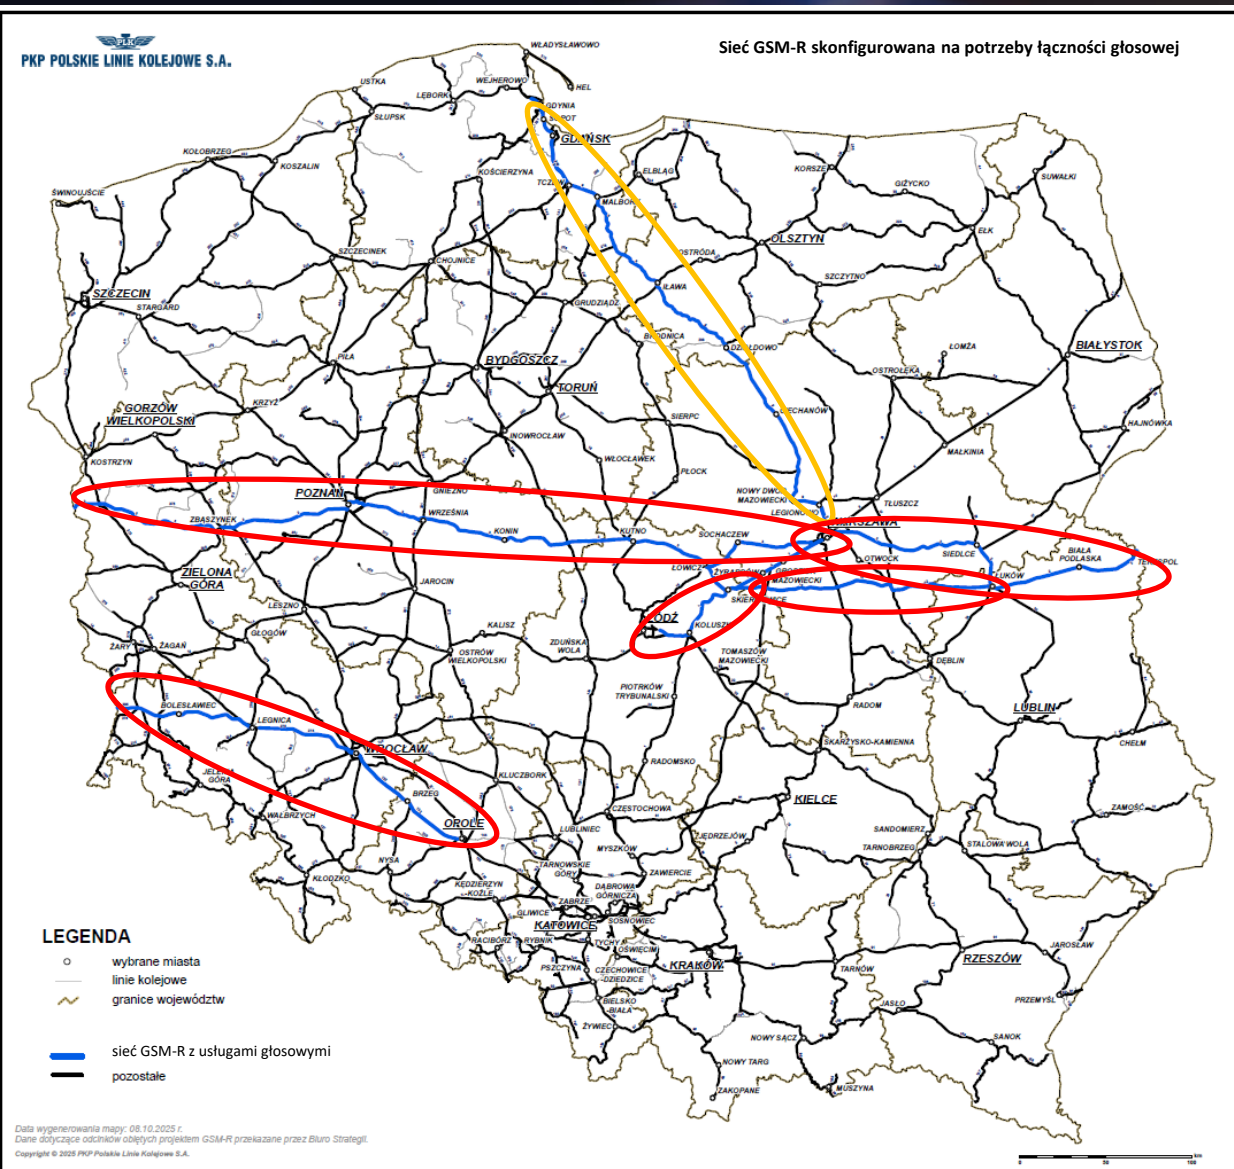 PLK
PKP POLSKIE LINIE KOLEJOWE S.A.
Sieć GSM-R skonfigurowana na potrzeby łączności głosowej
WŁADYSŁAWOWO
HEL
WEJHEROWO
USTKA
LĘBORK
GDYNIA
SŁUPSK
SOPOT
GDAŃSK
KOŁOBRZEG
KOSZALIN
KOŚCIERZYNA
ELBLĄG
KORSZE
SUWAŁKI
ŚWINOUJŚCIE
TCZEW
GIŻYCKO
MALBORK
EŁK
OLSZTYN
SZCZECINEK
CHOJNICE
OSTRÓDA
SZCZYTNO
SZCZECIN
IŁAWA
STARGARD
GRUDZIĄDZ
BRODNICA
DZIAŁDOWO
ŁOMŻA
BIAŁYSTOK
PIŁA
BYDGOSZCZ
OSTROŁĘKA
TORUŃ
GORZÓW
WIELKOPOLSKI
KRZYŻ
SIERPC
CIECHANÓW
HAJNÓWKA
INOWROCŁAW
MAŁKINIA
KOSTRZYN
WŁOCŁAWEK
PŁOCK
POZNAŃ
GNIEZNO
NOWY DWÓR
MAZOWIECKI
TŁUSZCZ
WRZEŚNIA
LEGIONOWO
ZBĄSZYNEK
WARSZAWA
KONIN
KUTNO
SOCHACZEW
SIEDLCE
BIAŁA
PODLASKA
OTWOCK
TERESPOL
ŁOWICZ
ŻYRARDÓW
GRODZISK
MAZOWIECKI
ŁUKÓW
ZIELONA
GÓRA
JAROCIN
SKIERNIEWICE
LESZNO
ŁÓDŹ
KOLUSZKI
GŁOGÓW
KALISZ
ŻARY
ŻAGAŃ
ZDUŃSKA
WOLA
OSTRÓW
WIELKOPOLSKI
TOMASZÓW
MAZOWIECKI
DĘBLIN
PIOTRKÓW
TRYBUNALSKI
RADOM
BOLESŁAWIEC
LEGNICA
LUBLIN
WROCŁAW
SKARŻYSKO-KAMIENNA
CHEŁM
RADOMSKO
JELENIA
GÓRA
KLUCZBORK
BRZEG
KIELCE
WAŁBRZYCH
CZĘSTOCHOWA
ZAMOŚĆ
OPOLE
LUBLINIEC
JĘDRZEJÓW
SANDOMIERZ
TARNOBRZEG
STALOWA WOLA
MYSZKÓW
NYSA
TARNOWSKIE
GÓRY
ZAWIERCIE
KŁODZKO
KĘDZIERZYN
-KOŹLE
DĄBROWA
GÓRNICZA
ZABRZE
GLIWICE
SOSNOWIEC
KATOWICE
RACIBÓRZ
RYBNIK
TYCHY
OŚWIĘCIM
JAROSŁAW
KRAKÓW
TARNÓW
RZESZÓW
PSZCZYNA
CZECHOWICE
-DZIEDZICE
PRZEMYŚL
BIELSKO
-BIAŁA
JASŁO
ŻYWIEC
NOWY SĄCZ
SANOK
NOWY TARG
MUSZYNA
ZAKOPANE
LEGENDA
wybrane miasta
linie kolejowe
granice województw
sieć GSM-R z usługami głosowymi
pozostałe
Data wygenerowania mapy: 08.10.2025 r.
Dane dotyczące odcinków objętych projektem GSM-R przekazane przez Biuro Strategii.
Copyright © 2025 PKP Polskie Linie Kolejowe S.A.
0 50 100 km